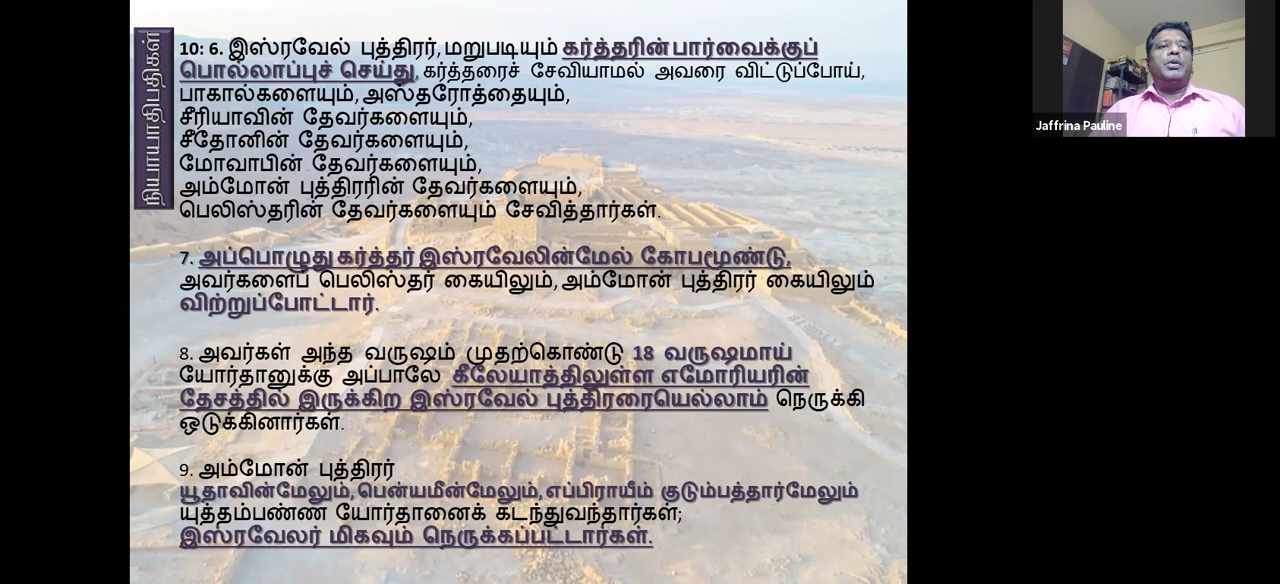 நியாயாதிபதிகள்
10: 6. இஸ்ரவேல் புத்திரர், மறுபடியும் கர்த்தரின் பார்வைக்குப்
பொல்லாப்புச் செய்து, கர்த்தரைச் சேவியாமல் அவரை விட்டுப்போய்,
பாகால்களையும், அஸ்தரோத்தையும்,
சீரியாவின் தேவர்களையும்,
சீதோனின் தேவர்களையும்,
மோவாபின் தேவர்களையும்,
அம்மோன் புத்திரரின் தேவர்களையும்,
பெலிஸ்தரின் தேவர்களையும் சேவித்தார்கள்.
7. அப்பொழுது கர்த்தர் இஸ்ரவேலின்மேல் கோபமூண்டு,
அவர்களைப் பெலிஸ்தர் கையிலும், அம்மோன் புத்திரர் கையிலும்
விற்றுப்போட்டார்.
8. அவர்கள் அந்த வருஷம் முதற்கொண்டு 18 வருஷமாய்
யோர்தானுக்கு அப்பாலே கீலேயாத்திலுள்ள எமோரியரின்
தேசத்தில் இருக்கிற இஸ்ரவேல் புத்திரரையெல்லாம் நெருக்கி
ஒடுக்கினார்கள்.
9. அம்மோன் புத்திரர்
யூதாவின்மேலும், பென்யமீன்மேலும், எப்பிராயீம் குடும்பத்தார்மேலும்
யுத்தம்பண்ண யோர்தானைக் கடந்துவந்தார்கள்;
இஸ்ரவேலர் மிகவும் நெருக்கப்பட்டார்கள்.
Jaffrina Pauline